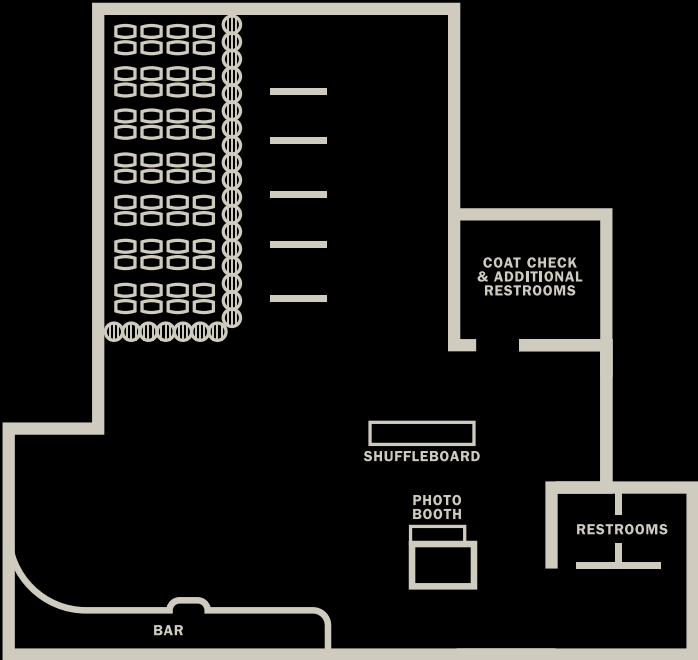 COAT CHECK
& ADDITIONAL
RESTROOMS
SHUFFLEBOARD
PHOTO
BOOTH
RESTROOMS
BAR